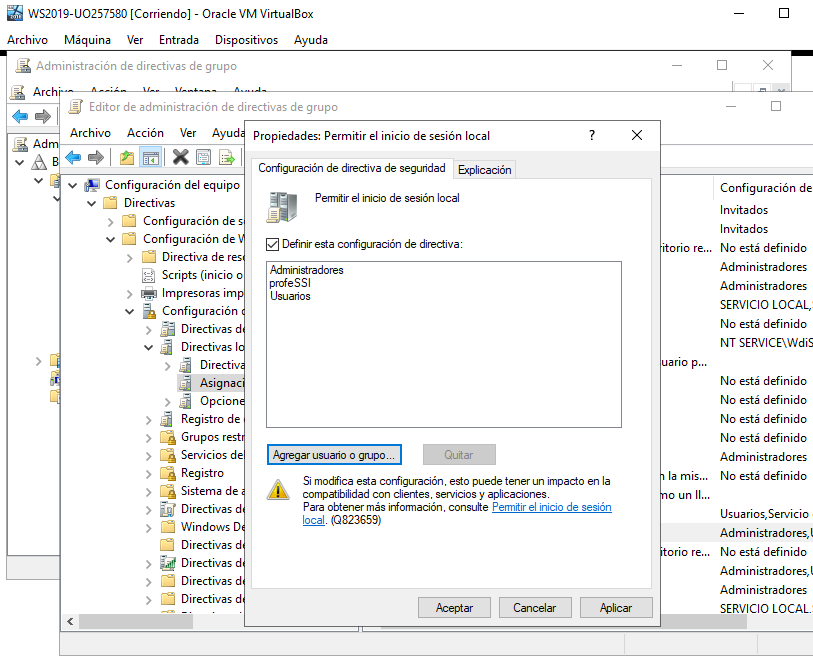 WS2019-UO257580 [Corriendo] - Oracle VM VirtualBox
Archivo Máquina Ver Entrada Dispositivos Ayuda
Administración de directivas de grupo
Editor de administración de directivas de grupo
Archivo Acción Ver Ayuda
Adm
Configuración del equipo
Directivas
Configuración de s
Configuración de W
Directiva de res
Scripts (inicio o
Impresoras imp
Configuración d
Directivas de
Directivas lo
Directiva
Asignaci
Opcione
Registro de
Grupos restr
Servicios del
Registro
Sistema de a
Directivas de
Windows De
Directivas de
Directivas de
Directivas de
Directivas de
Propiedades: Permitir el inicio de sesión local
Configuración de directiva de seguridad Explicación
Permitir el inicio de sesión local
Definir esta configuración de directiva:
Administradores
profeSSI
Usuarios
Agregar usuario o grupo... Quitar
Si modifica esta configuración, esto puede tener un impacto en la
compatibilidad con clientes, servicios y aplicaciones.
Para obtener más información, consulte Permitir el inicio de sesión
local. (Q823659)
Aceptar Cancelar Aplicar
Configuración de
Invitados
Invitados
ritorio re... No está definido
Administradores
Administradores
SERVICIO LOCAL,S
No está definido
NT SERVICE\WdiS
uario p...
No está definido
No está definido
No está definido
No está definido
Administradores
n la mis... No está definido
mo un ll...
Usuarios,Servicio
Administradores,U
itorio re... No está definido
Administradores,U
Administradores
SERVICIO LOCAL.S